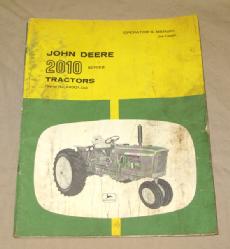 OPERATOR'S MANUAL
JOHN DEERE
2010 SERIES
TRACTORS